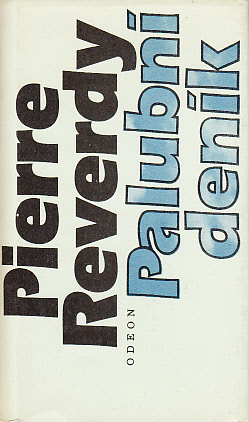 Pierre
Reverdy
Palubní
deník
ODEON